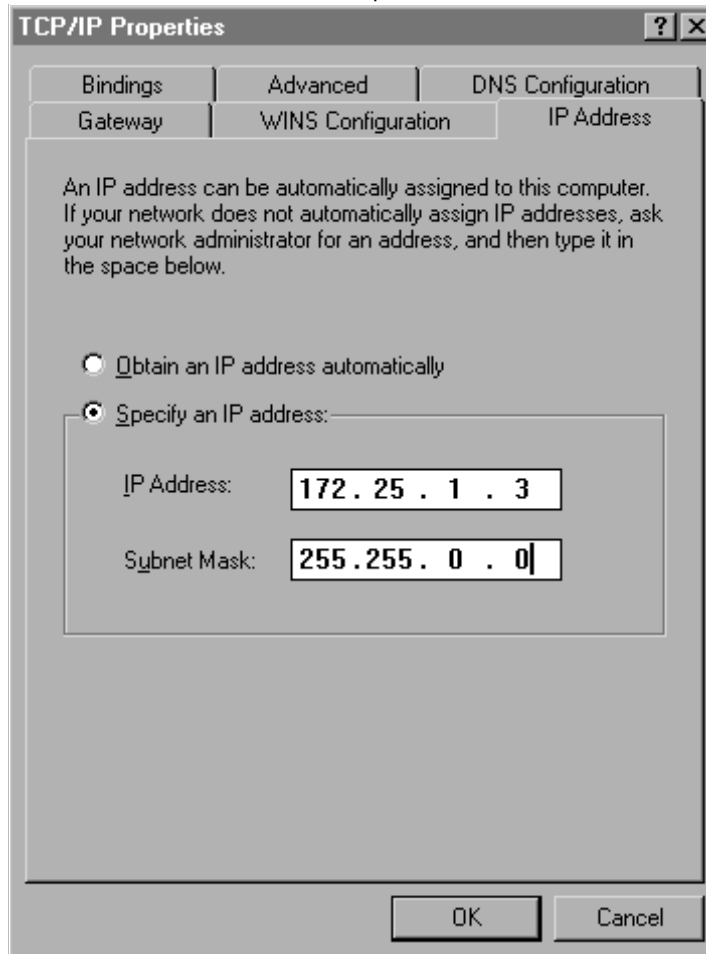 TCP/IP Properties
Bindings Advanced DNS Configuration
Gateway WINS Configuration IP Address
An IP address can be automatically assigned to this computer.
If your network does not automatically assign IP addresses, ask
your network administrator for an address, and then type it in
the space below.
Obtain an IP address automatically
Specify an IP address:
IP Address: 172. 25 . 1 . 3
Subnet Mask: 255.255. 0 . 0
OK Cancel